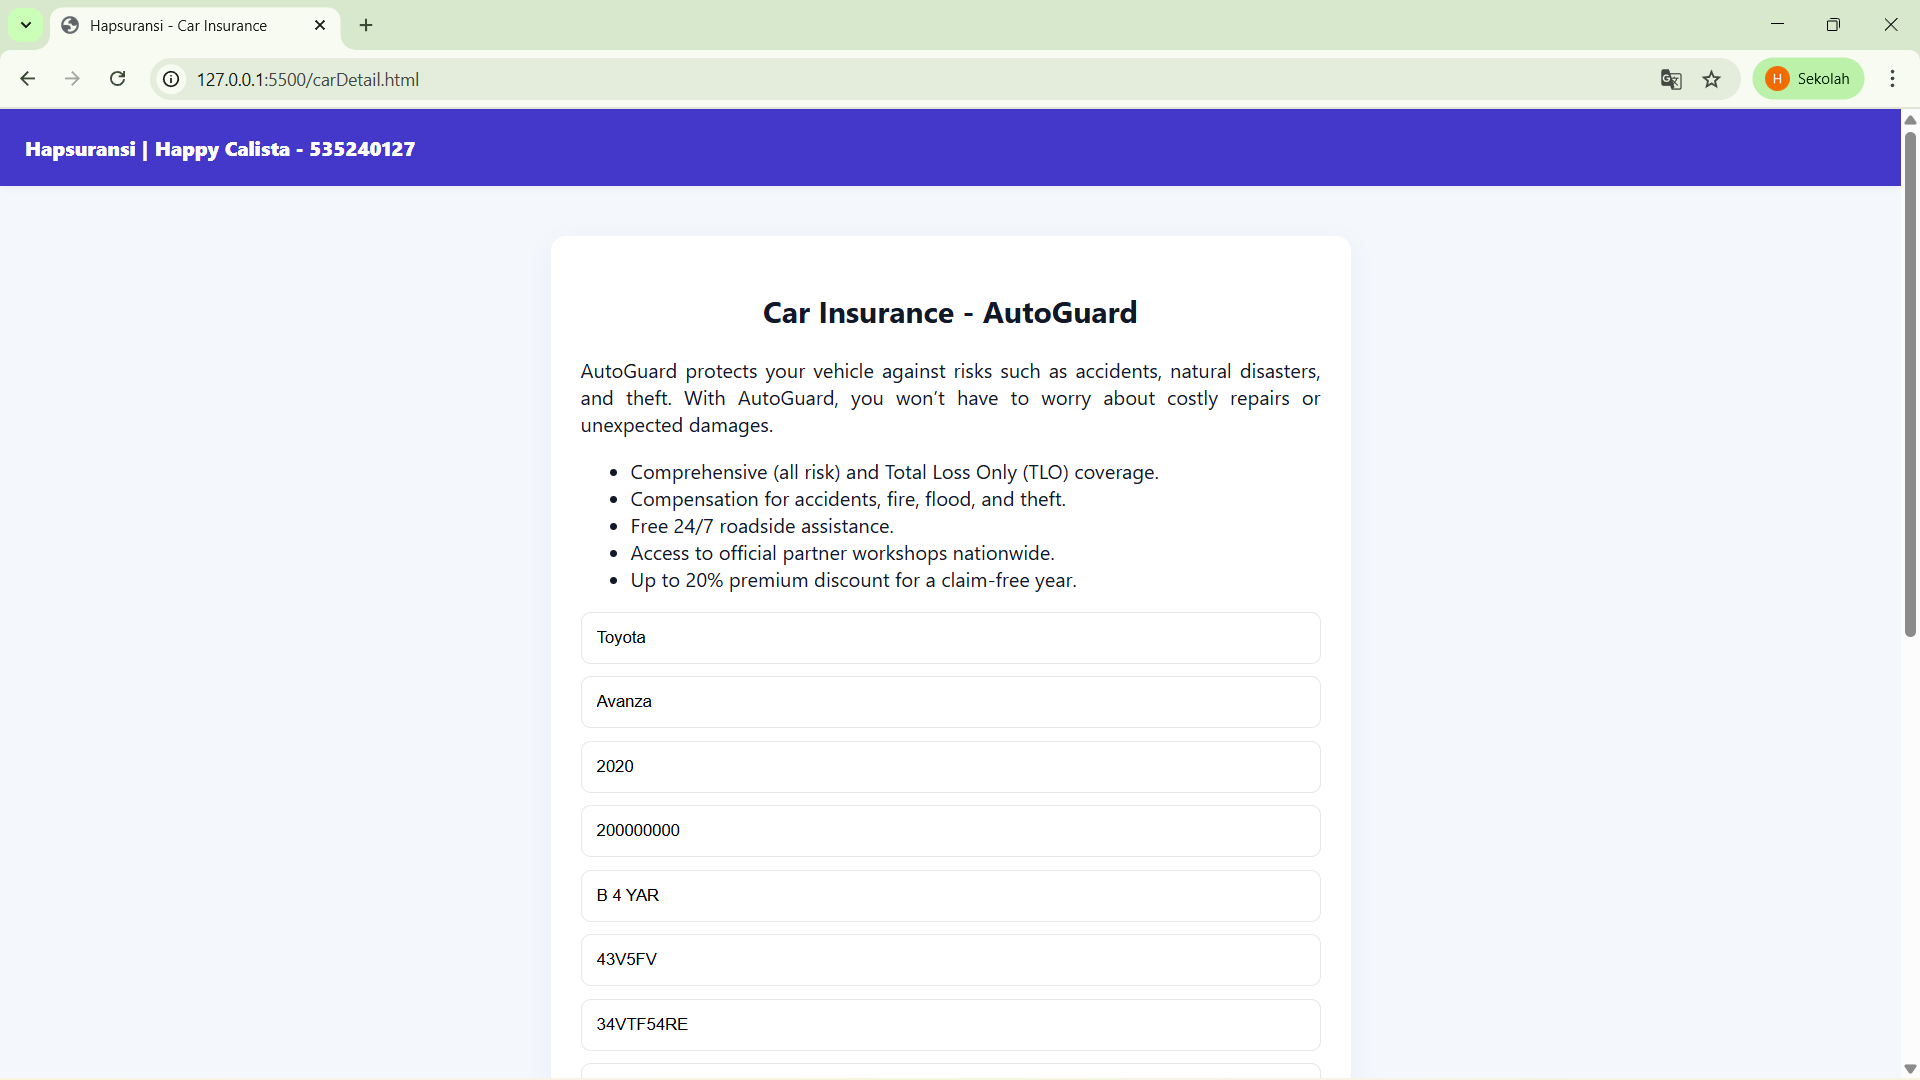 Hapsuransi - Car Insurance
127.0.0.1:5500/carDetail.html
H Sekolah
Hapsuransi | Happy Calista - 535240127
Car Insurance - AutoGuard
AutoGuard protects your vehicle against risks such as accidents, natural disasters,
and theft. With AutoGuard, you won’t have to worry about costly repairs or
unexpected damages.
• Comprehensive (all risk) and Total Loss Only (TLO) coverage.
• Compensation for accidents, fire, flood, and theft.
• Free 24/7 roadside assistance.
• Access to official partner workshops nationwide.
• Up to 20% premium discount for a claim-free year.
Toyota
Avanza
2020
200000000
B 4 YAR
43V5FV
34VTF54RE